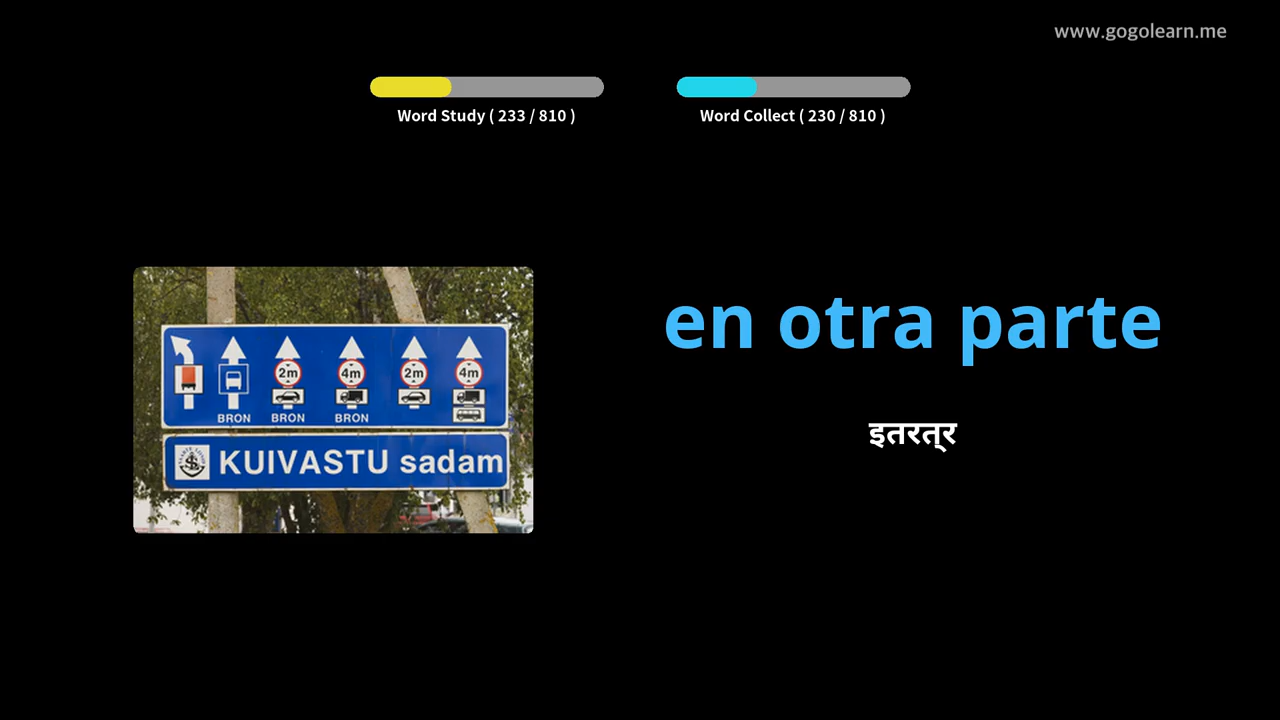 www.gogolearn.me
Word Study ( 233 / 810 )
Word Collect ( 230 / 810 )
en otra parte
इतरत्र
2m 4m 2m 4m
BRON BRON BRON
KUIVASTU sadam